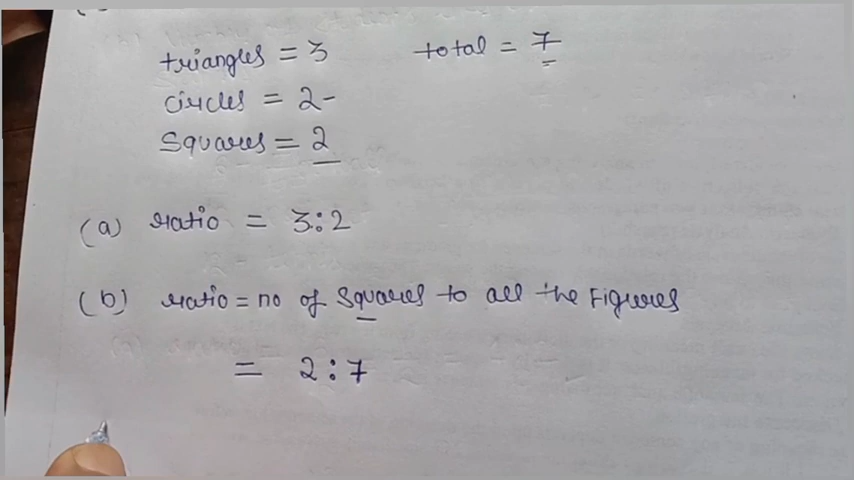 triangles = 3 total = 7
circles = 2
Squares = 2
(a) ratio = 3:2
(b) ratio = no of squares to all the Figures
= 2:7